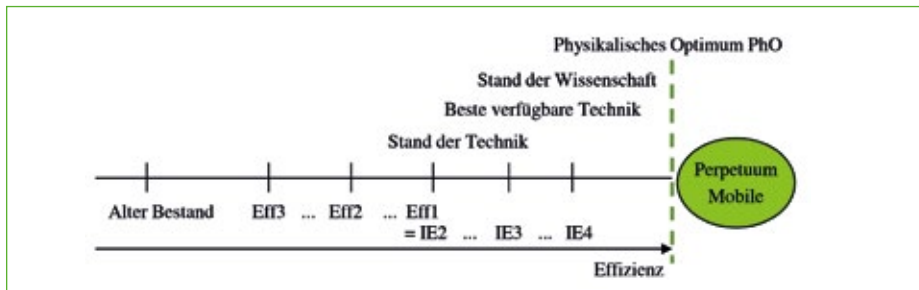 Physikalisches Optimum PhO
Stand der Wissenschaft
Beste verfügbare Technik
Stand der Technik
Perpetuum
Mobile
Alter Bestand Eff3 ... Eff2 ... Eff1
= IE2 ... IE3 ... IE4
Effizienz